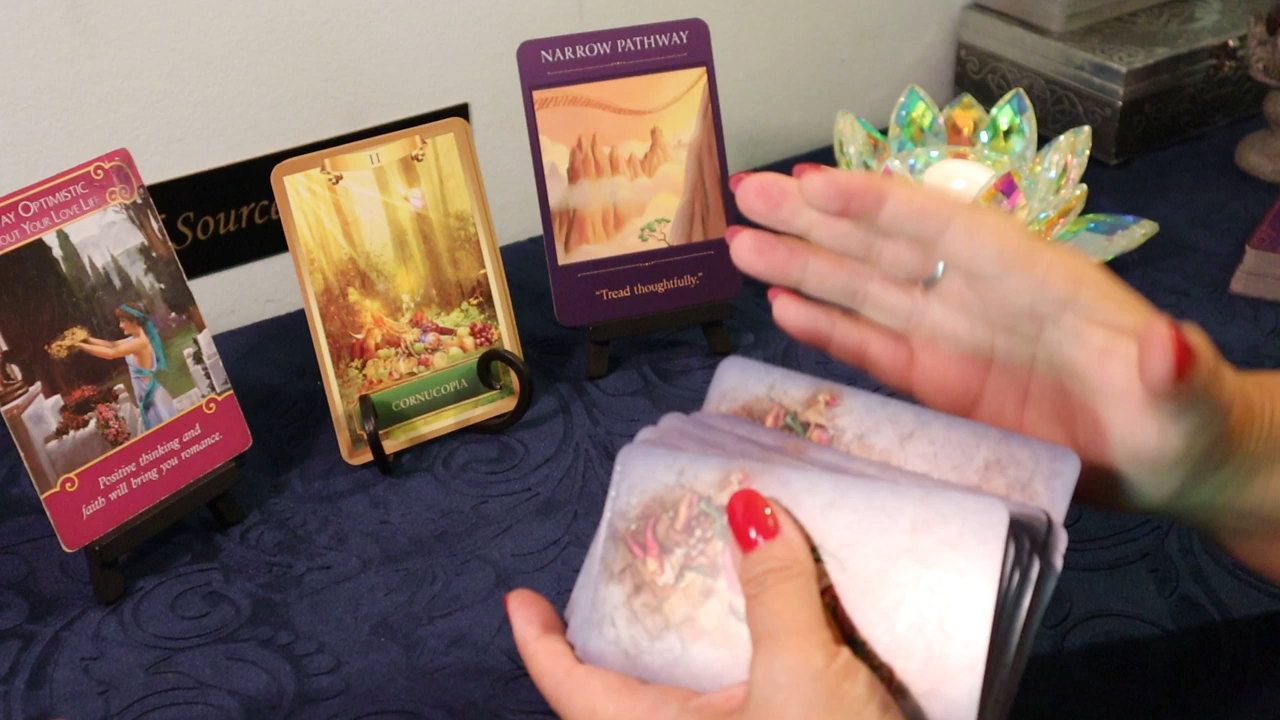 AY OPTIMISTIC
OUT YOUR LOVE LIFE
Positive thinking and
faith will bring you romance.
Source
II
CORNUCOPIA
NARROW PATHWAY
"Tread thoughtfully."